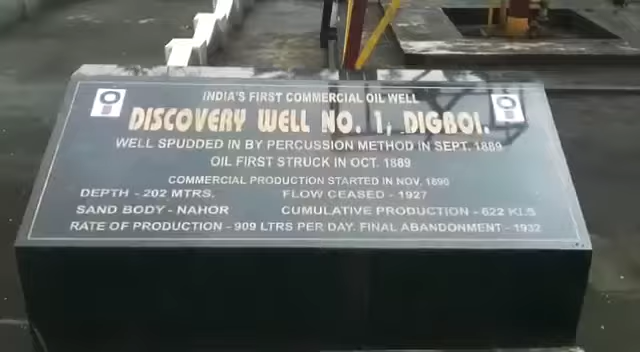 INDIA'S FIRST COMMERCIAL OIL WELL
DISCOVERY WELL NO. 1, DIGBOI.
WELL SPUDDED IN BY PERCUSSION METHOD IN SEPT. 1889
OIL FIRST STRUCK IN OCT. 1889
COMMERCIAL PRODUCTION STARTED IN NOV. 1890
DEPTH - 202 MTRS. FLOW CEASED - 1927
SAND BODY - NAHOR CUMULATIVE PRODUCTION - 622 KLS
RATE OF PRODUCTION - 909 LTRS PER DAY. FINAL ABANDONMENT - 1932